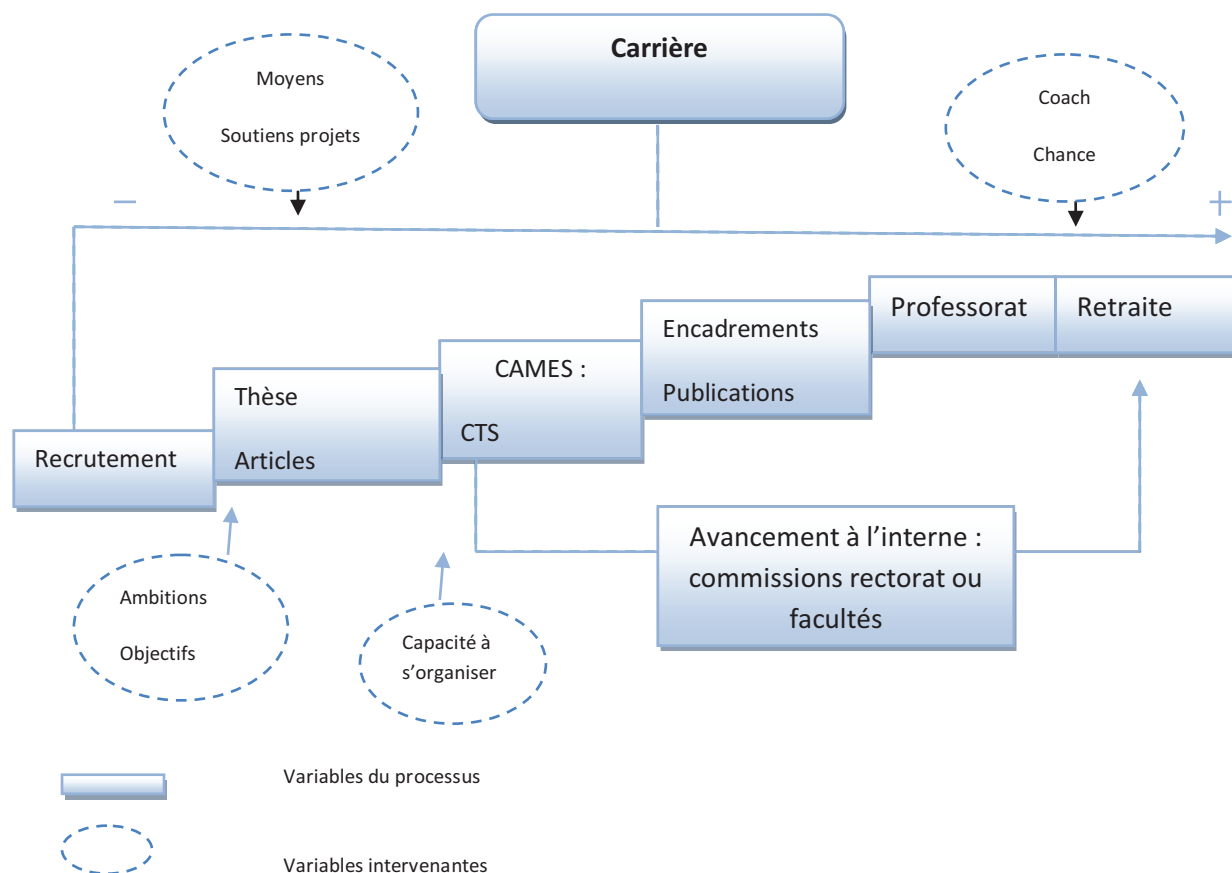 Carrière
Moyens
Soutiens projets
Coach
Chance
–
+
Professorat
Retraite
Encadrements
Publications
CAMES :
CTS
Thèse
Articles
Recrutement
Avancement à l’interne :
commissions rectorat ou
facultés
Ambitions
Objectifs
Capacité à
s’organiser
Variables du processus
Variables intervenantes